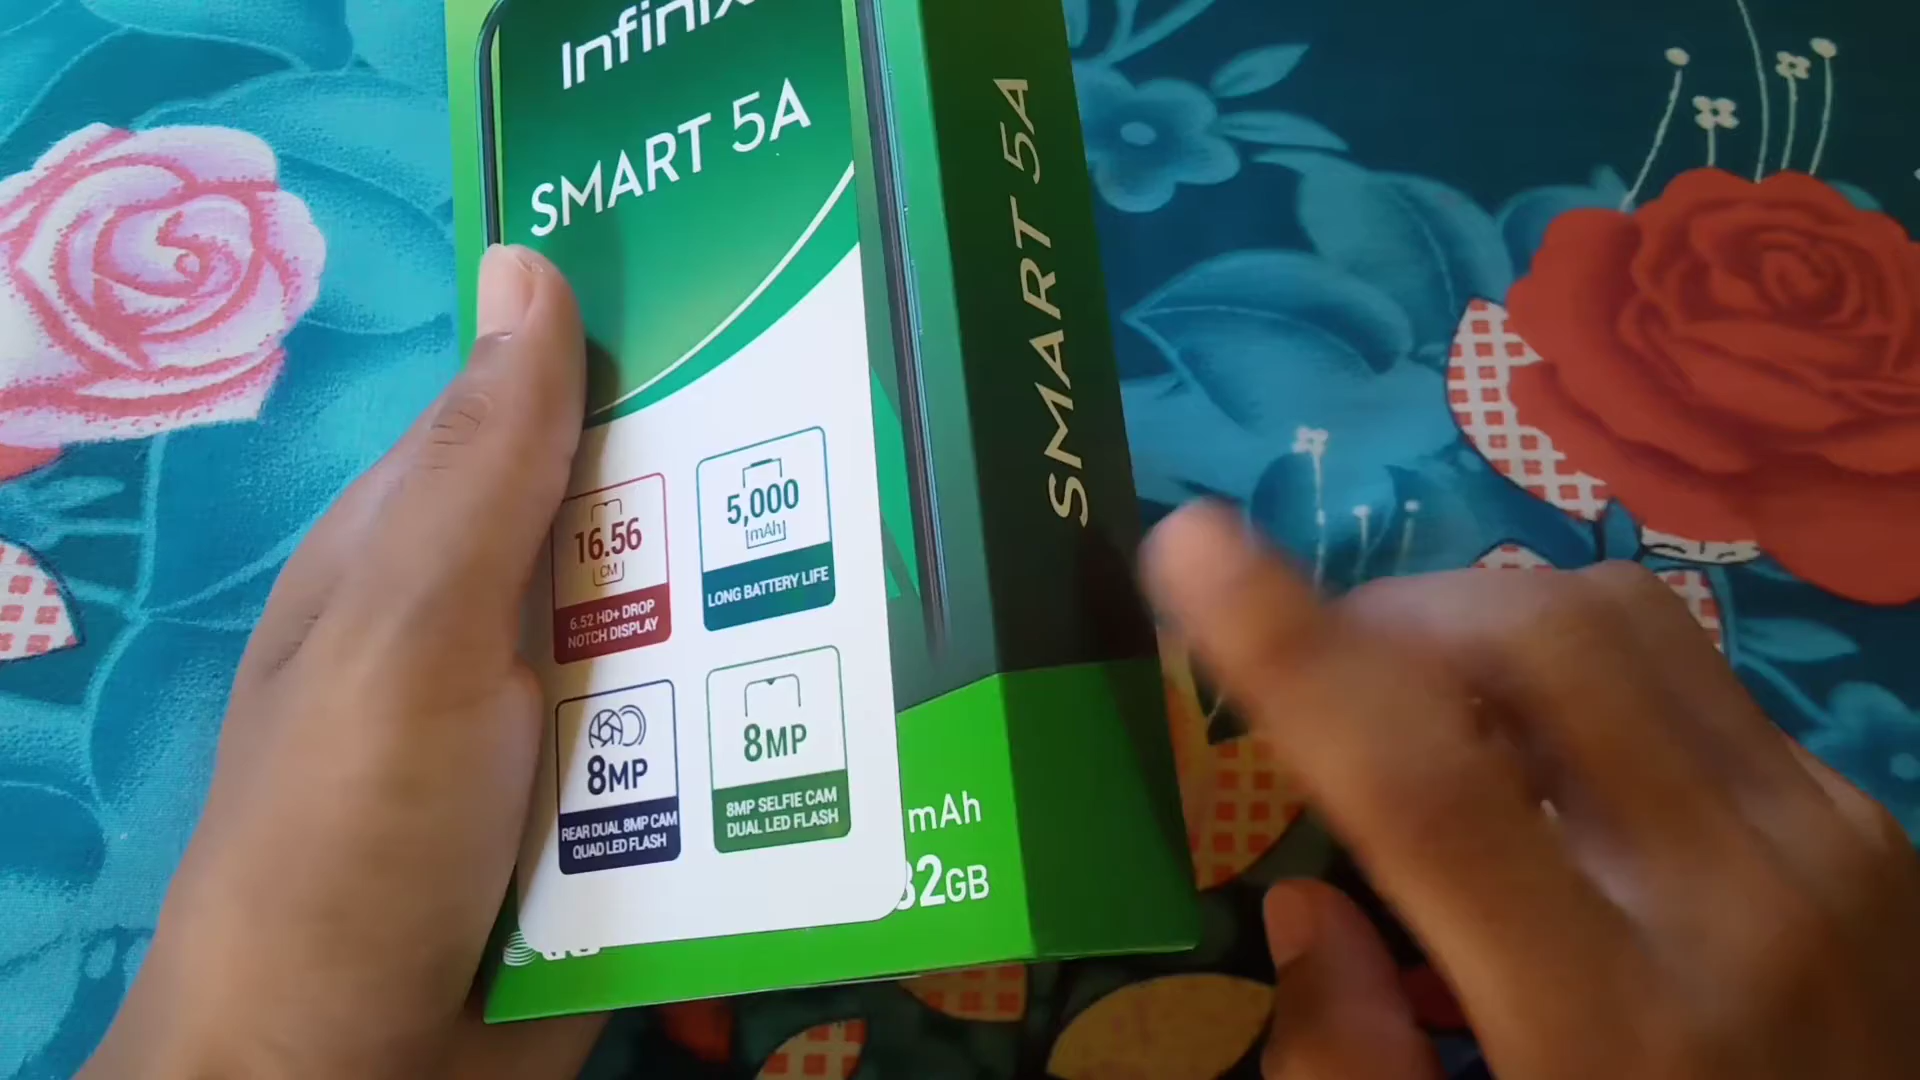 Infinix
SMART 5A
SMART 5A
16.56
CM
6.52 HD+ DROP
NOTCH DISPLAY
5,000
[mAh]
LONG BATTERY LIFE
8MP
REAR DUAL 8MP CAM
QUAD LED FLASH
8MP
8MP SELFIE CAM
DUAL LED FLASH
mAh
32GB